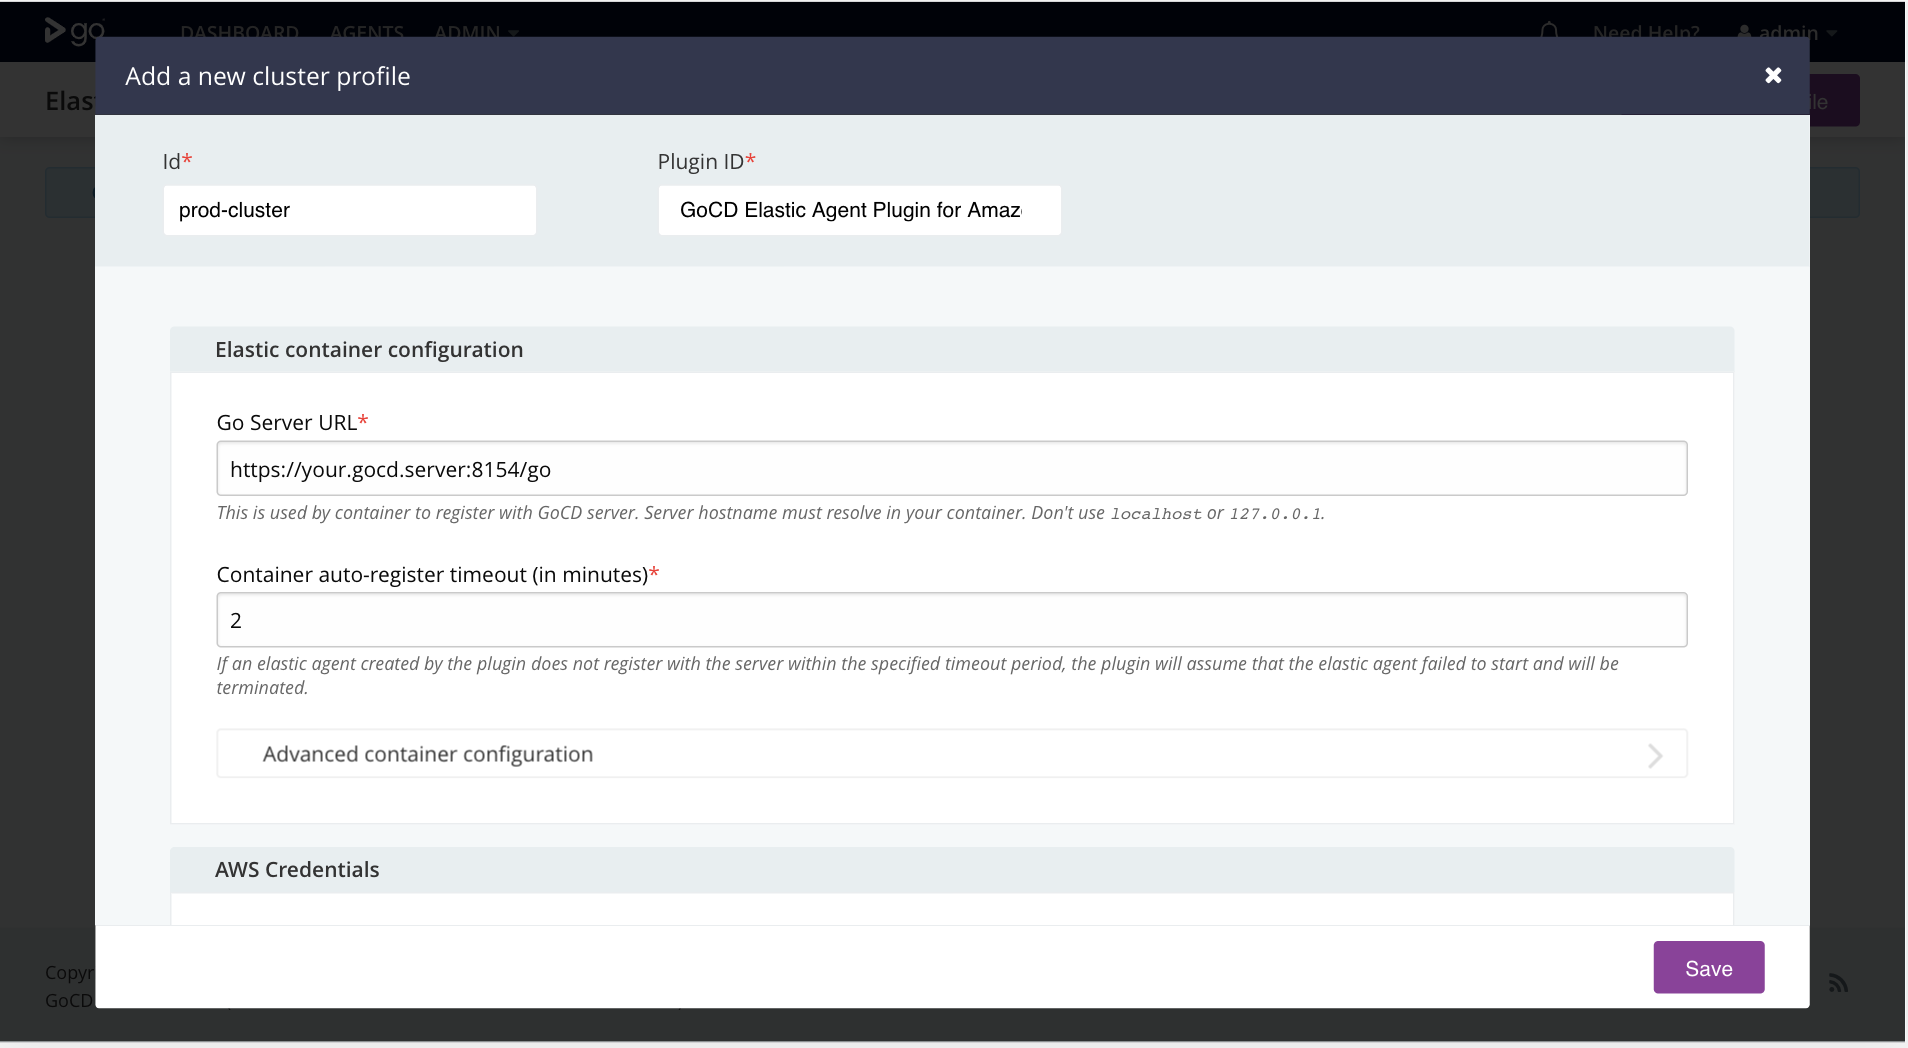 go DASHBOARD AGENTS ADMIN Need Help? admin
Add a new cluster profile
Elas
ile
Id* Plugin ID*
prod-cluster GoCD Elastic Agent Plugin for Amaz
Elastic container configuration
Go Server URL*
https://your.gocd.server:8154/go
This is used by container to register with GoCD server. Server hostname must resolve in your container. Don't use localhost or 127.0.0.1.
Container auto-register timeout (in minutes)*
2
If an elastic agent created by the plugin does not register with the server within the specified timeout period, the plugin will assume that the elastic agent failed to start and will be
terminated.
Advanced container configuration
AWS Credentials
Save
Copyr
GoCD